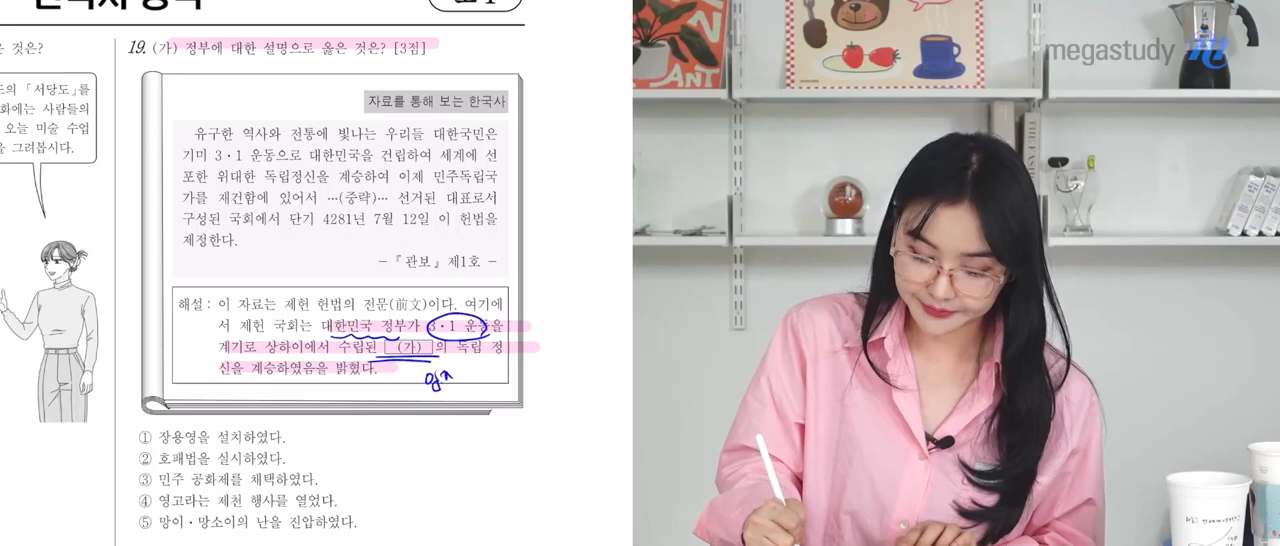 은 것은?
도의 「서당도」를
화에는 사람들의
오늘 미술 수업
을 그려봅시다.
19. (가) 정부에 대한 설명으로 옳은 것은? [3점]
자료를 통해 보는 한국사
유구한 역사와 전통에 빛나는 우리들 대한국민은
기미 3·1 운동으로 대한민국을 건립하여 세계에 선
포한 위대한 독립정신을 계승하여 이제 민주독립국
가를 재건함에 있어서 …(중략)… 선거된 대표로서
구성된 국회에서 단기 4281년 7월 12일 이 헌법을
제정한다.
－『관보』제1호－
해설 : 이 자료는 제헌 헌법의 전문(前文)이다. 여기에
서 제헌 국회는 대한민국 정부가 3·1 운동을
계기로 상하이에서 수립된 (가) 의 독립 정
신을 계승하였음을 밝혔다.
임정
① 장용영을 설치하였다.
② 호패법을 실시하였다.
③ 민주 공화제를 채택하였다.
④ 영고라는 제천 행사를 열었다.
⑤ 망이·망소이의 난을 진압하였다.
ANT
megastudy